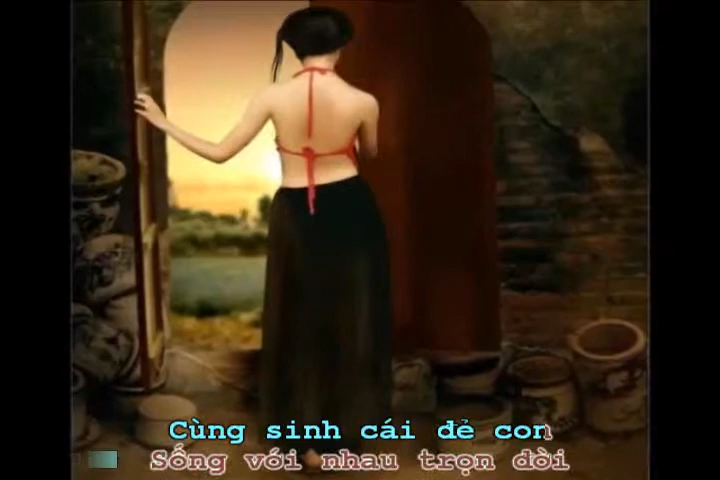 Cùng sinh cái đẻ con
Sống với nhau trọn đời